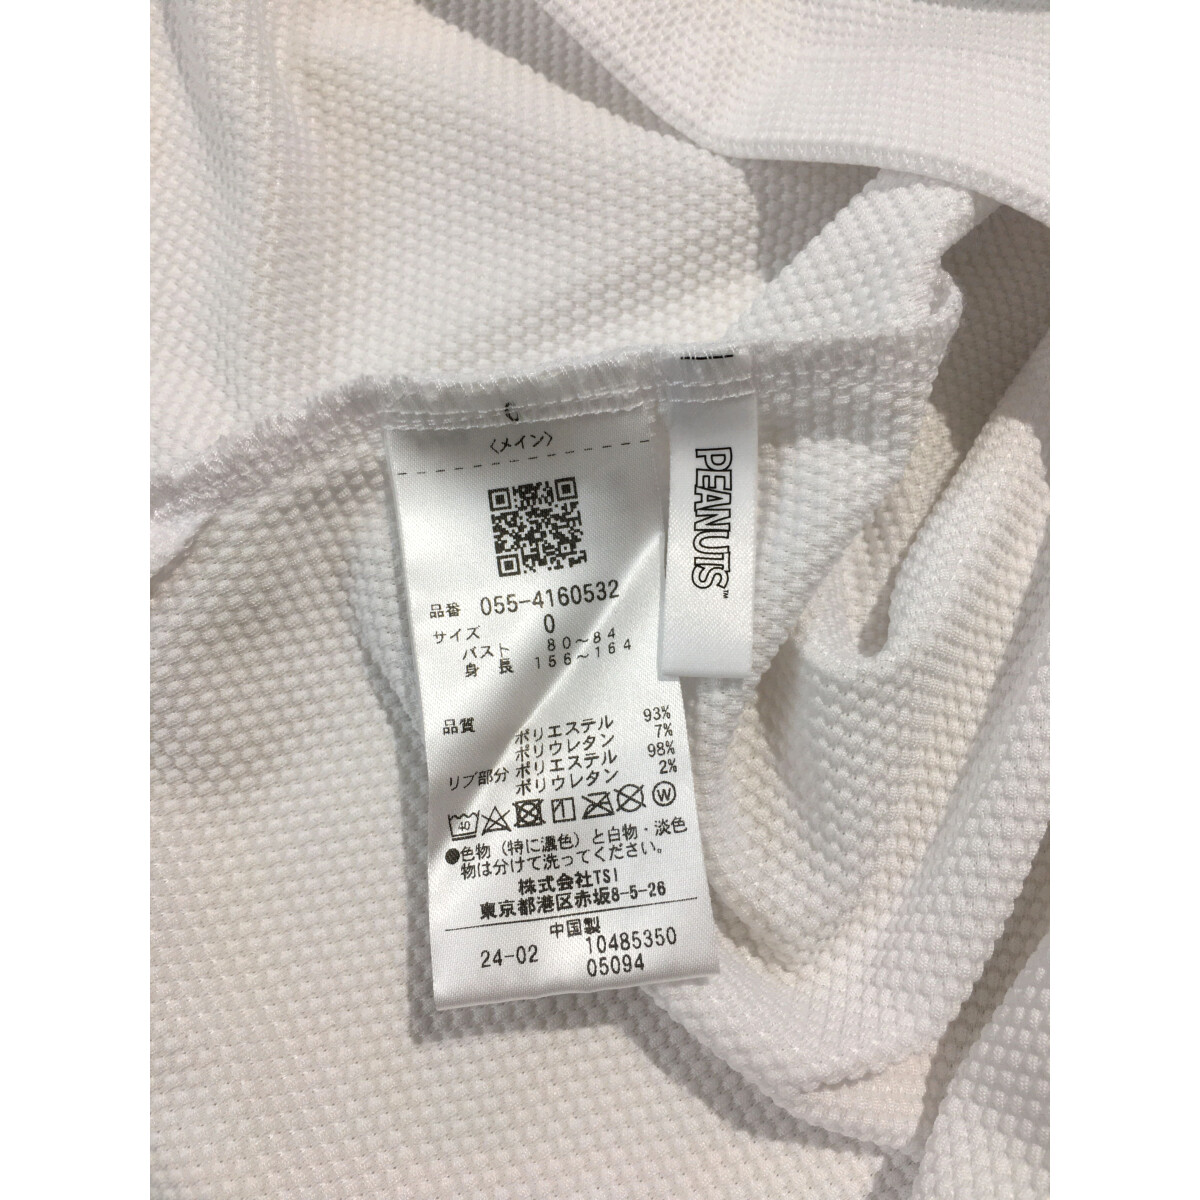 〈メイン〉
品番 055-4160532
サイズ 0
バスト 80～84
身長 156～164
品質 ポリエステル 93%
ポリウレタン 7%
リブ部分 ポリエステル 98%
ポリウレタン 2%
40
W
●色物（特に濃色）と白物・淡色
物は分けて洗ってください。
株式会社TSI
東京都港区赤坂8-5-26
中国製
24-02 10485350
05094
PEANUTS™